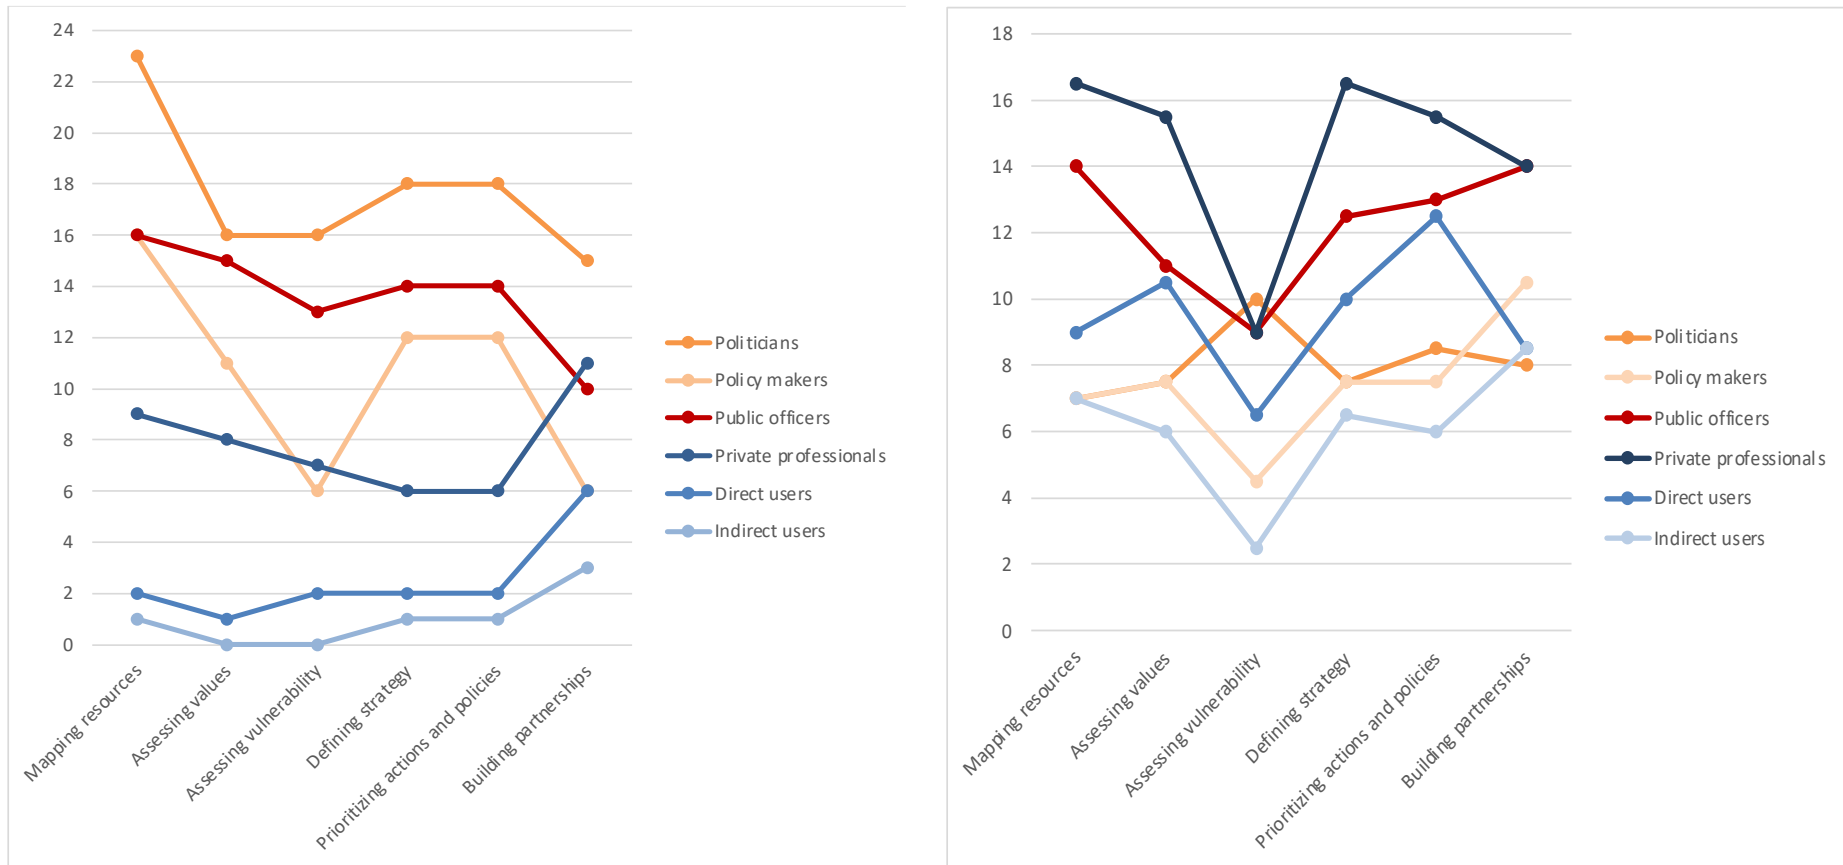 24
22
20
18
16
14
12
10
8
6
4
2
0
Mapping resources
Assessing values
Assessing vulnerability
Defining strategy
Prioritizing actions and policies
Building partnerships
Politicians
Policy makers
Public officers
Private professionals
Direct users
Indirect users
18
16
14
12
10
8
6
4
2
0
Mapping resources
Assessing values
Assessing vulnerability
Defining strategy
Prioritizing actions and policies
Building partnerships
Politicians
Policy makers
Public officers
Private professionals
Direct users
Indirect users